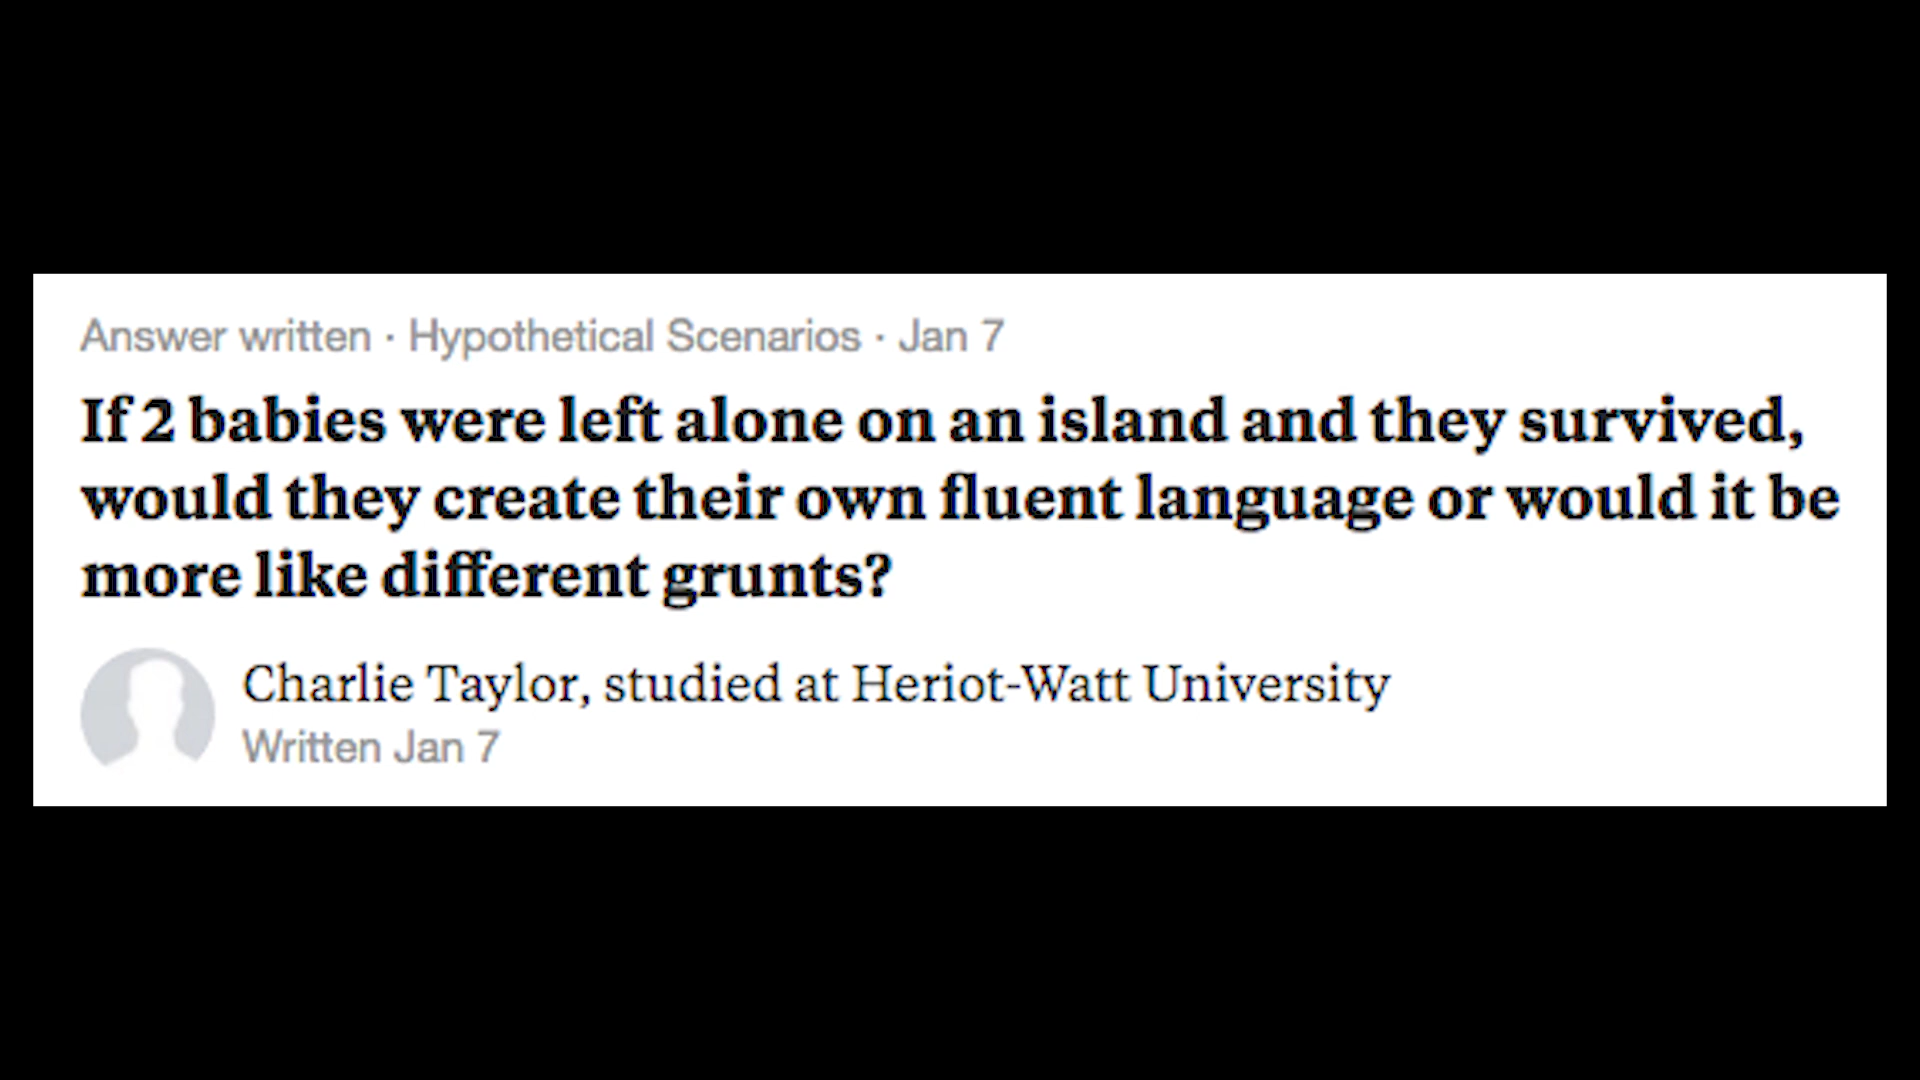 Answer written · Hypothetical Scenarios · Jan 7
If 2 babies were left alone on an island and they survived,
would they create their own fluent language or would it be
more like different grunts?
Charlie Taylor, studied at Heriot-Watt University
Written Jan 7